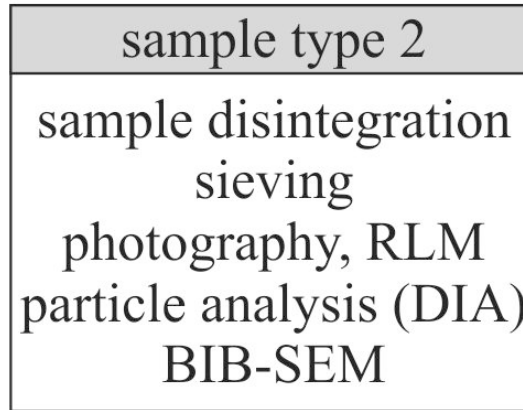 sample type 2
sample disintegration
sieving
photography, RLM
particle analysis (DIA)
BIB-SEM